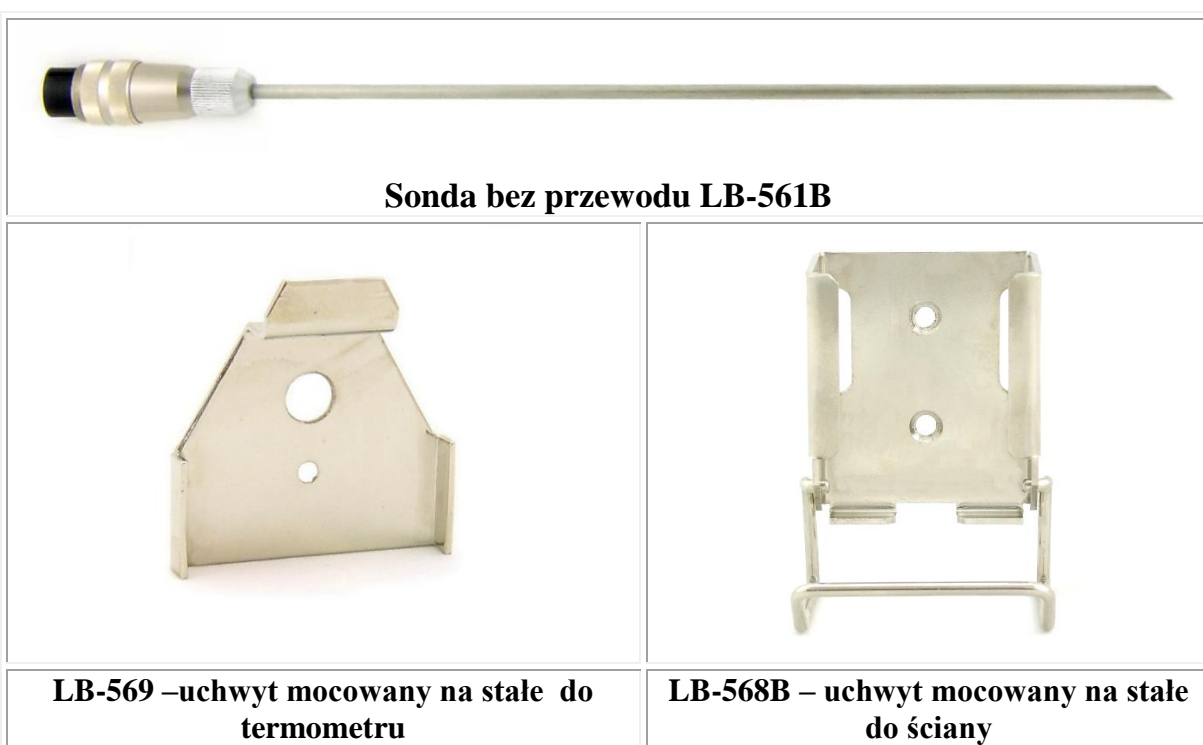 Sonda bez przewodu LB-561B
LB-569 –uchwyt mocowany na stałe  do
termometru
LB-568B – uchwyt mocowany na stałe
do ściany